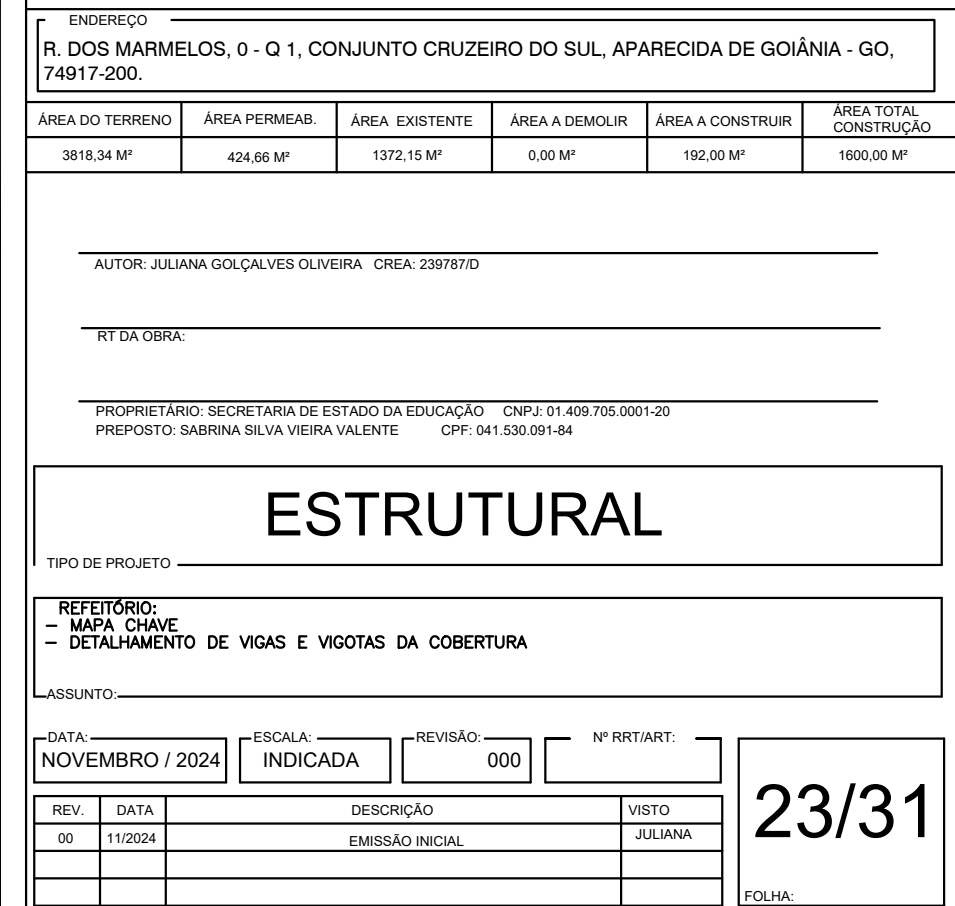 ENDEREÇO
R. DOS MARMELOS, 0 - Q 1, CONJUNTO CRUZEIRO DO SUL, APARECIDA DE GOIÂNIA - GO,
74917-200.
ÁREA DO TERRENO ÁREA PERMEAB. ÁREA EXISTENTE ÁREA A DEMOLIR ÁREA A CONSTRUIR ÁREA TOTAL CONSTRUÇÃO
3818,34 M² 424,66 M² 1372,15 M² 0,00 M² 192,00 M² 1600,00 M²
AUTOR: JULIANA GOLÇALVES OLIVEIRA CREA: 239787/D
RT DA OBRA:
PROPRIETÁRIO: SECRETARIA DE ESTADO DA EDUCAÇÃO CNPJ: 01.409.705.0001-20
PREPOSTO: SABRINA SILVA VIEIRA VALENTE CPF: 041.530.091-84
ESTRUTURAL
TIPO DE PROJETO
REFEITÓRIO:
– MAPA CHAVE
– DETALHAMENTO DE VIGAS E VIGOTAS DA COBERTURA
ASSUNTO:
DATA: ESCALA: REVISÃO: Nº RRT/ART:
NOVEMBRO / 2024 INDICADA 000
REV. DATA DESCRIÇÃO VISTO
00 11/2024 EMISSÃO INICIAL JULIANA
23/31
FOLHA: